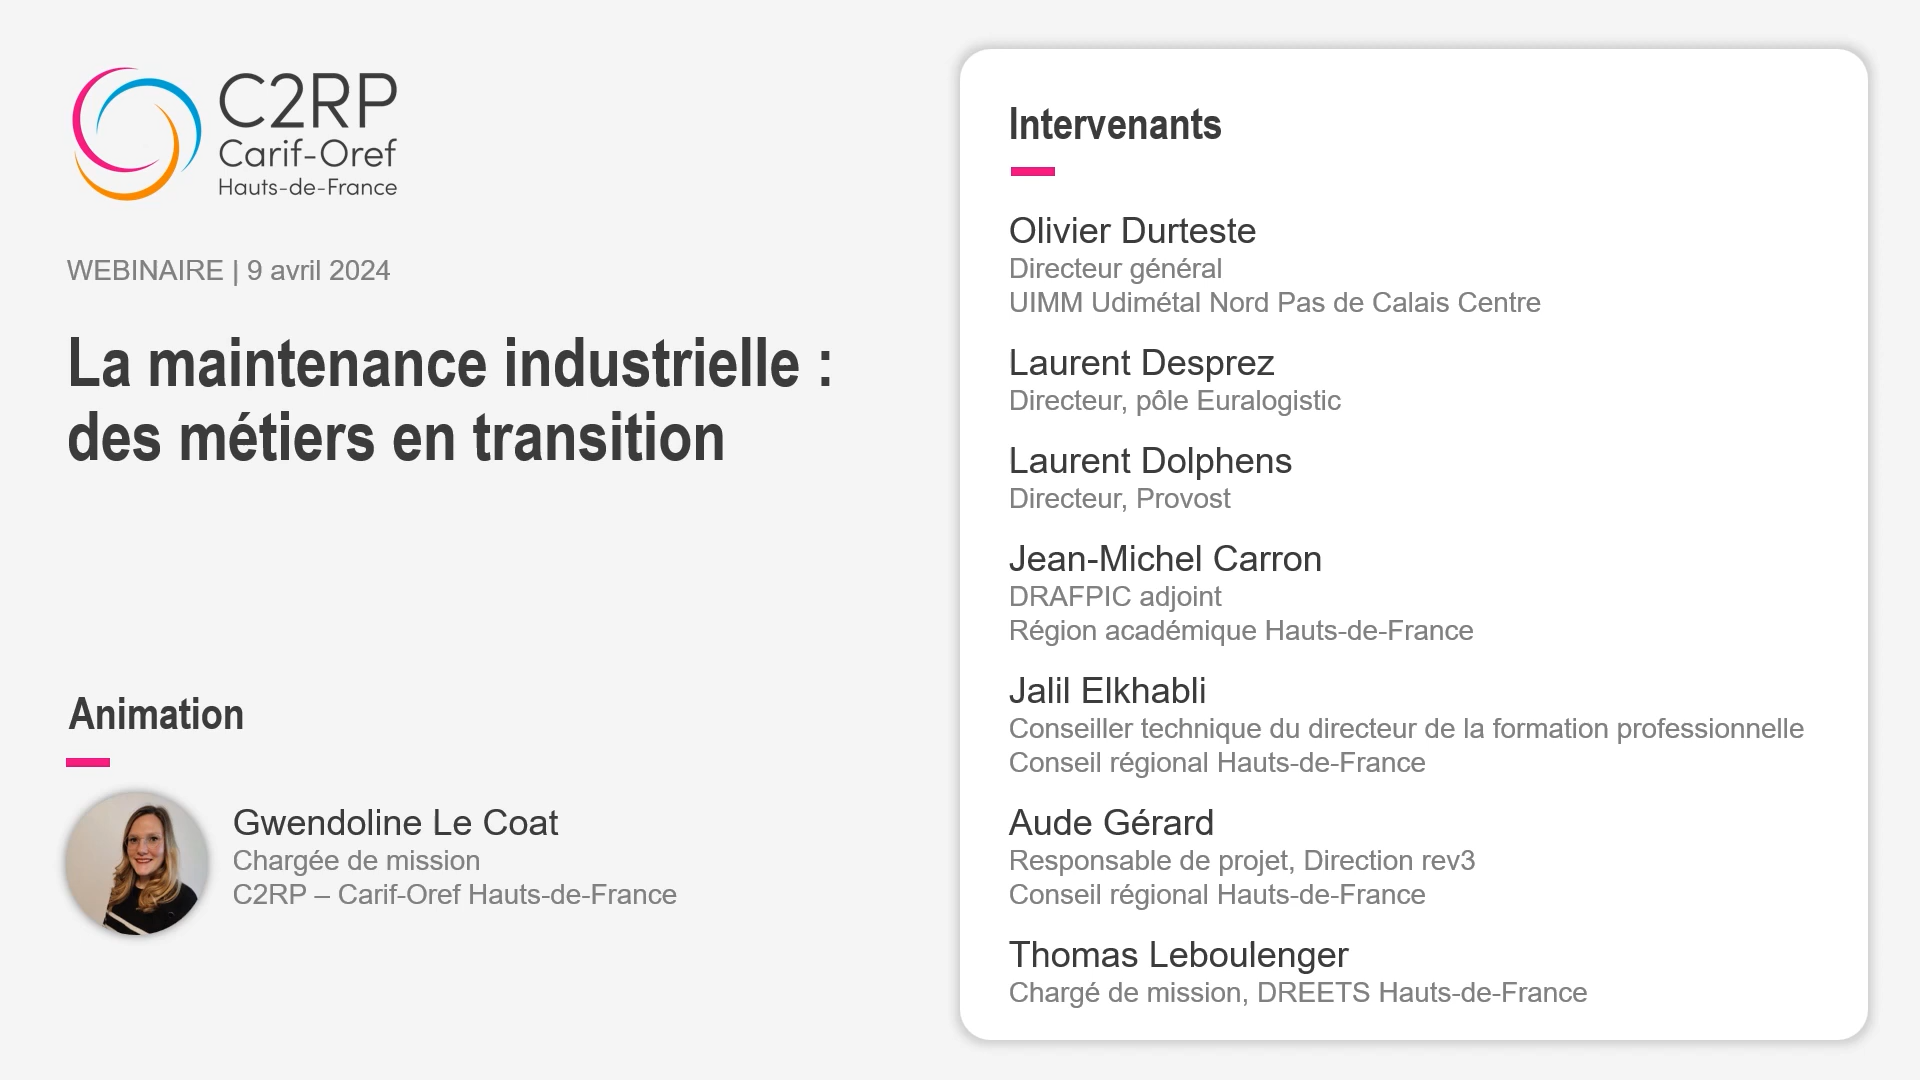 C2RP
Carif-Oref
Hauts-de-France
WEBINAIRE | 9 avril 2024
La maintenance industrielle :
des métiers en transition
Animation
Gwendoline Le Coat
Chargée de mission
C2RP – Carif-Oref Hauts-de-France
Intervenants
Olivier Durteste
Directeur général
UIMM Udimétal Nord Pas de Calais Centre
Laurent Desprez
Directeur, pôle Euralogistic
Laurent Dolphens
Directeur, Provost
Jean-Michel Carron
DRAFPIC adjoint
Région académique Hauts-de-France
Jalil Elkhabli
Conseiller technique du directeur de la formation professionnelle
Conseil régional Hauts-de-France
Aude Gérard
Responsable de projet, Direction rev3
Conseil régional Hauts-de-France
Thomas Leboulenger
Chargé de mission, DREETS Hauts-de-France